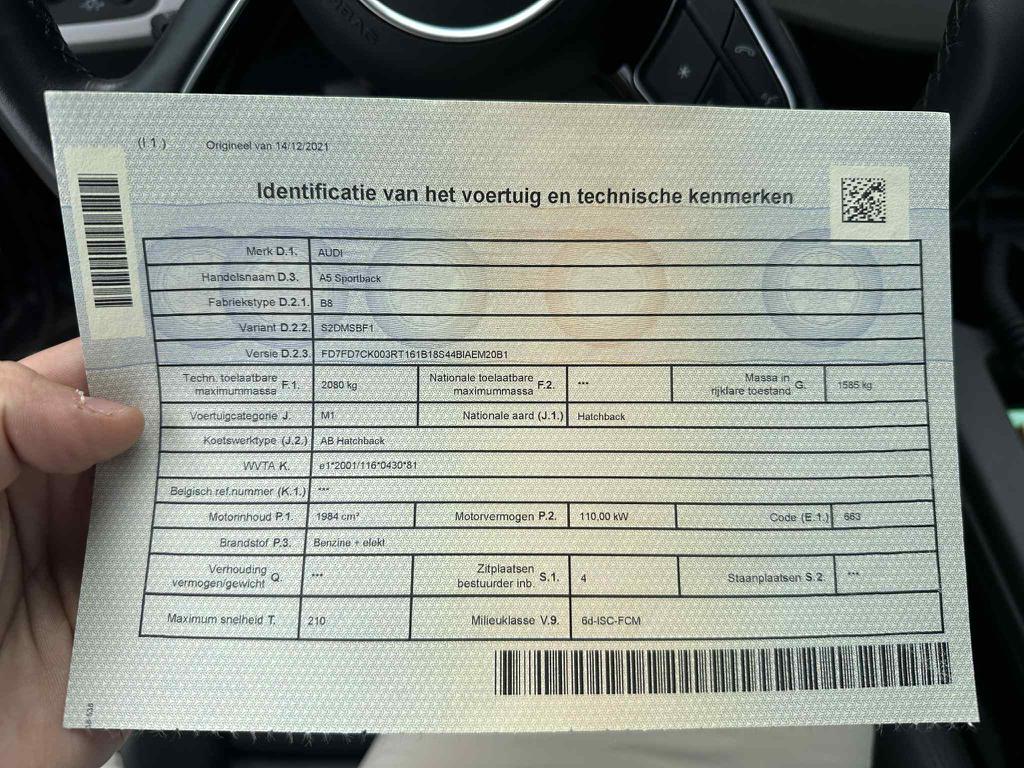 (I 1.) Origineel van 14/12/2021
Identificatie van het voertuig en technische kenmerken
Merk D.1. AUDI
Handelsnaam D.3. A5 Sportback
Fabriekstype D.2.1. B8
Variant D.2.2. S2DMSBF1
Versie D.2.3. FD7FD7CK003RT161B18S44BIAEM20B1
Techn. toelaatbare maximummassa F.1. 2080 kg Nationale toelaatbare maximummassa F.2. *** Massa in rijklare toestand G. 1585 kg
Voertuigcategorie J. M1 Nationale aard (J.1.) Hatchback
Koetswerktype (J.2.) AB Hatchback
WVTA K. e1*2001/116*0430*81
Belgisch ref.nummer (K.1.) ***
Motorinhoud P.1. 1984 cm³ Motorvermogen P.2. 110,00 kW Code (E.1.) 663
Brandstof P.3. Benzine + elekt
Verhouding vermogen/gewicht Q. *** Zitplaatsen bestuurder inb. S.1. 4 Staanplaatsen S.2. ***
Maximum snelheid T. 210 Milieuklasse V.9. 6d-ISC-FCM